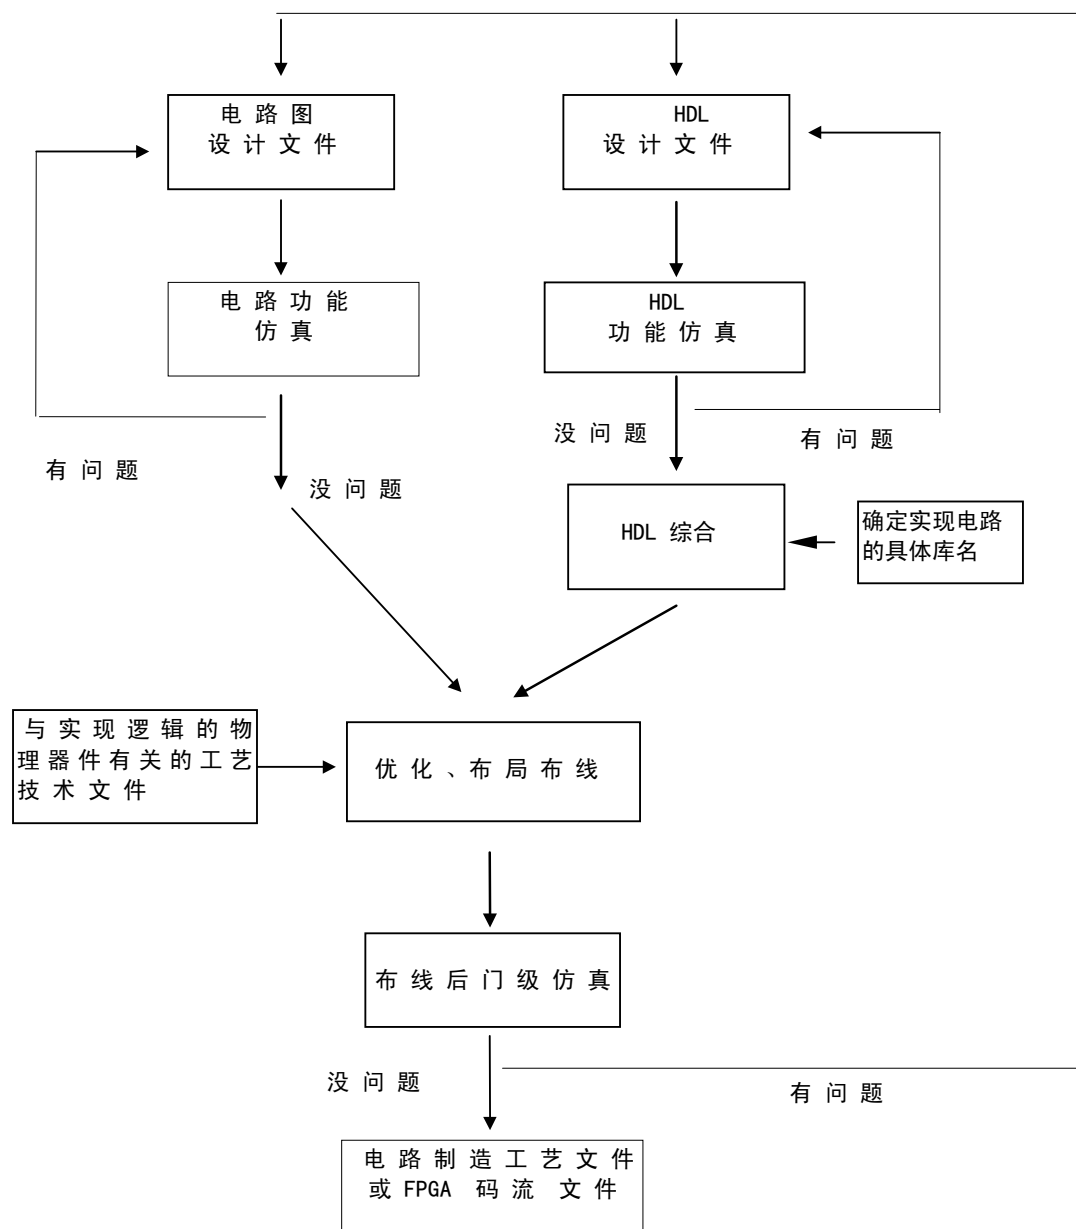 电路图
设计文件
HDL
设计文件
电路功能
仿真
HDL
功能仿真
没问题
有问题
有问题
没问题
HDL 综合
确定实现电路
的具体库名
与实现逻辑的物
理器件有关的工艺
技术文件
优化、布局布线
布线后门级仿真
没问题
有问题
电路制造工艺文件
或 FPGA 码流 文件